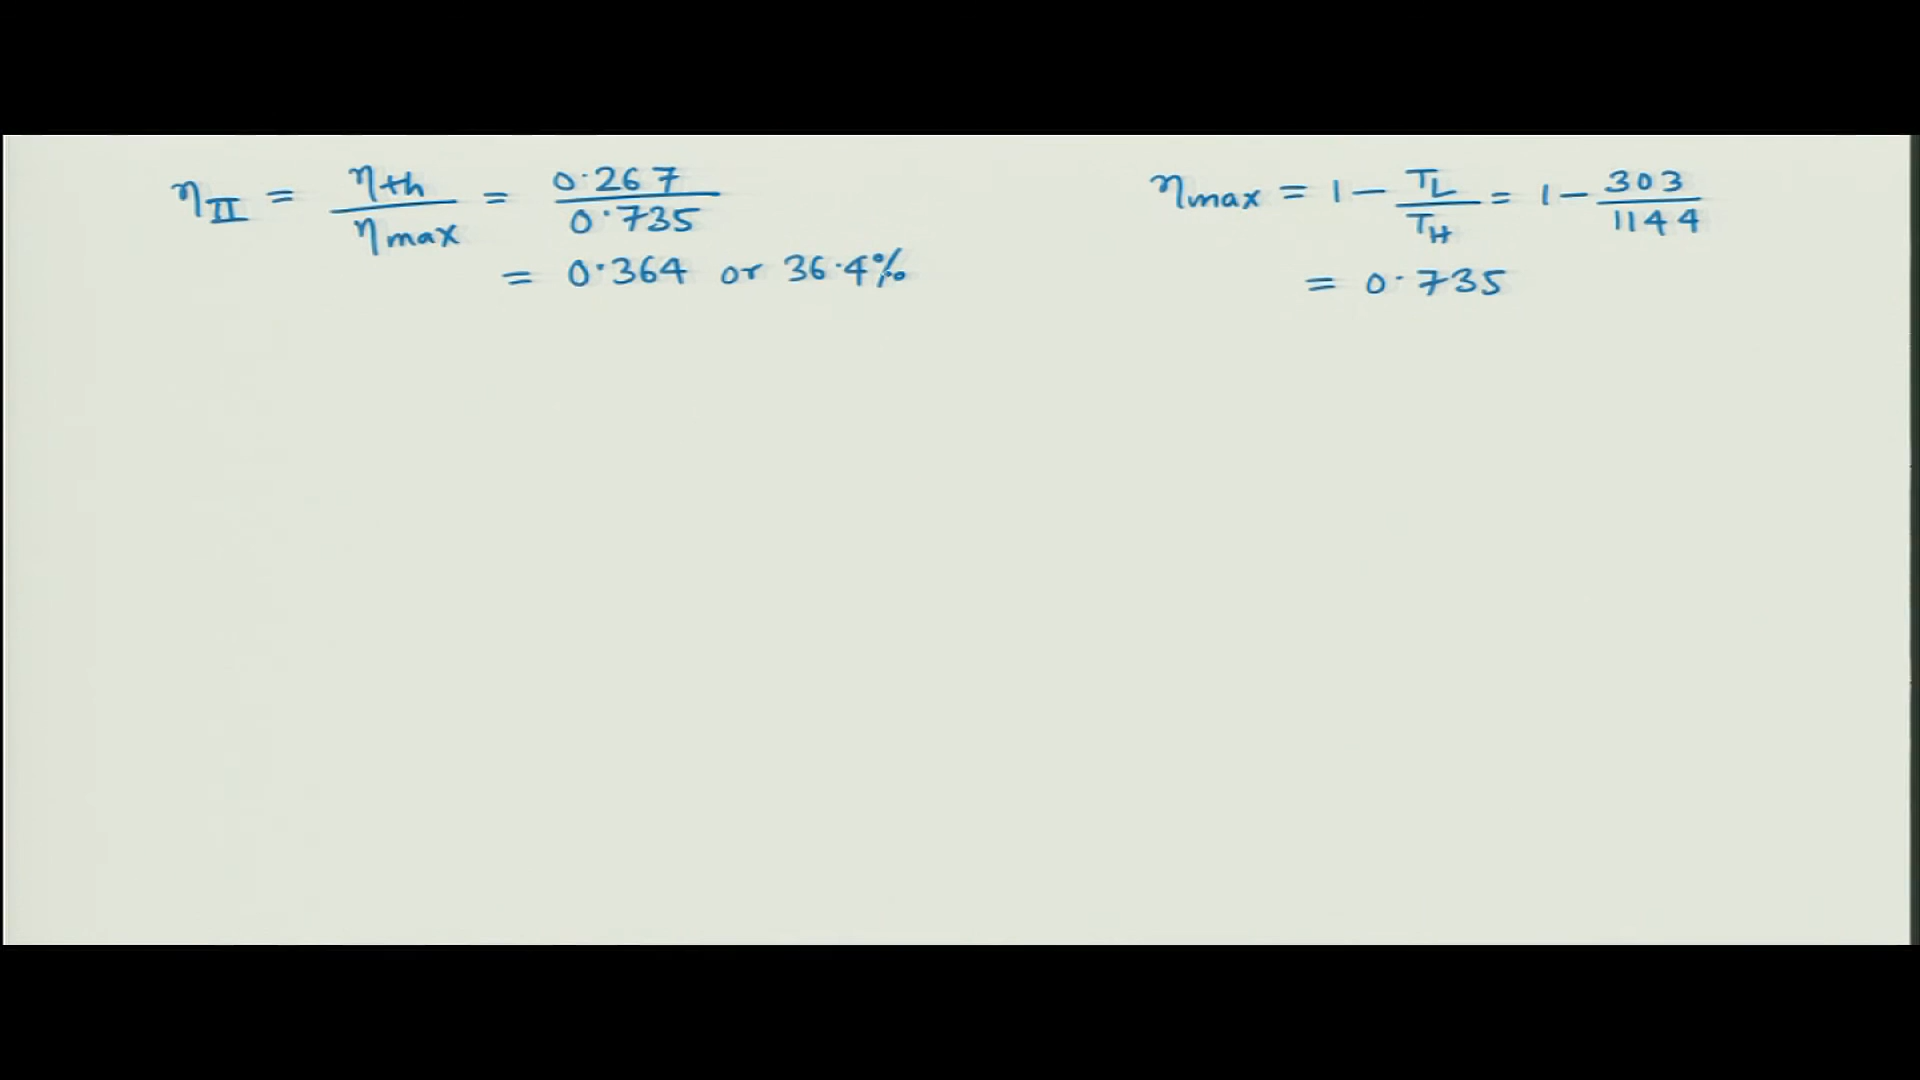 η_II = η_th / η_max = 0.267 / 0.735
= 0.364 or 36.4%
η_max = 1 - T_L / T_H = 1 - 303 / 1144
= 0.735